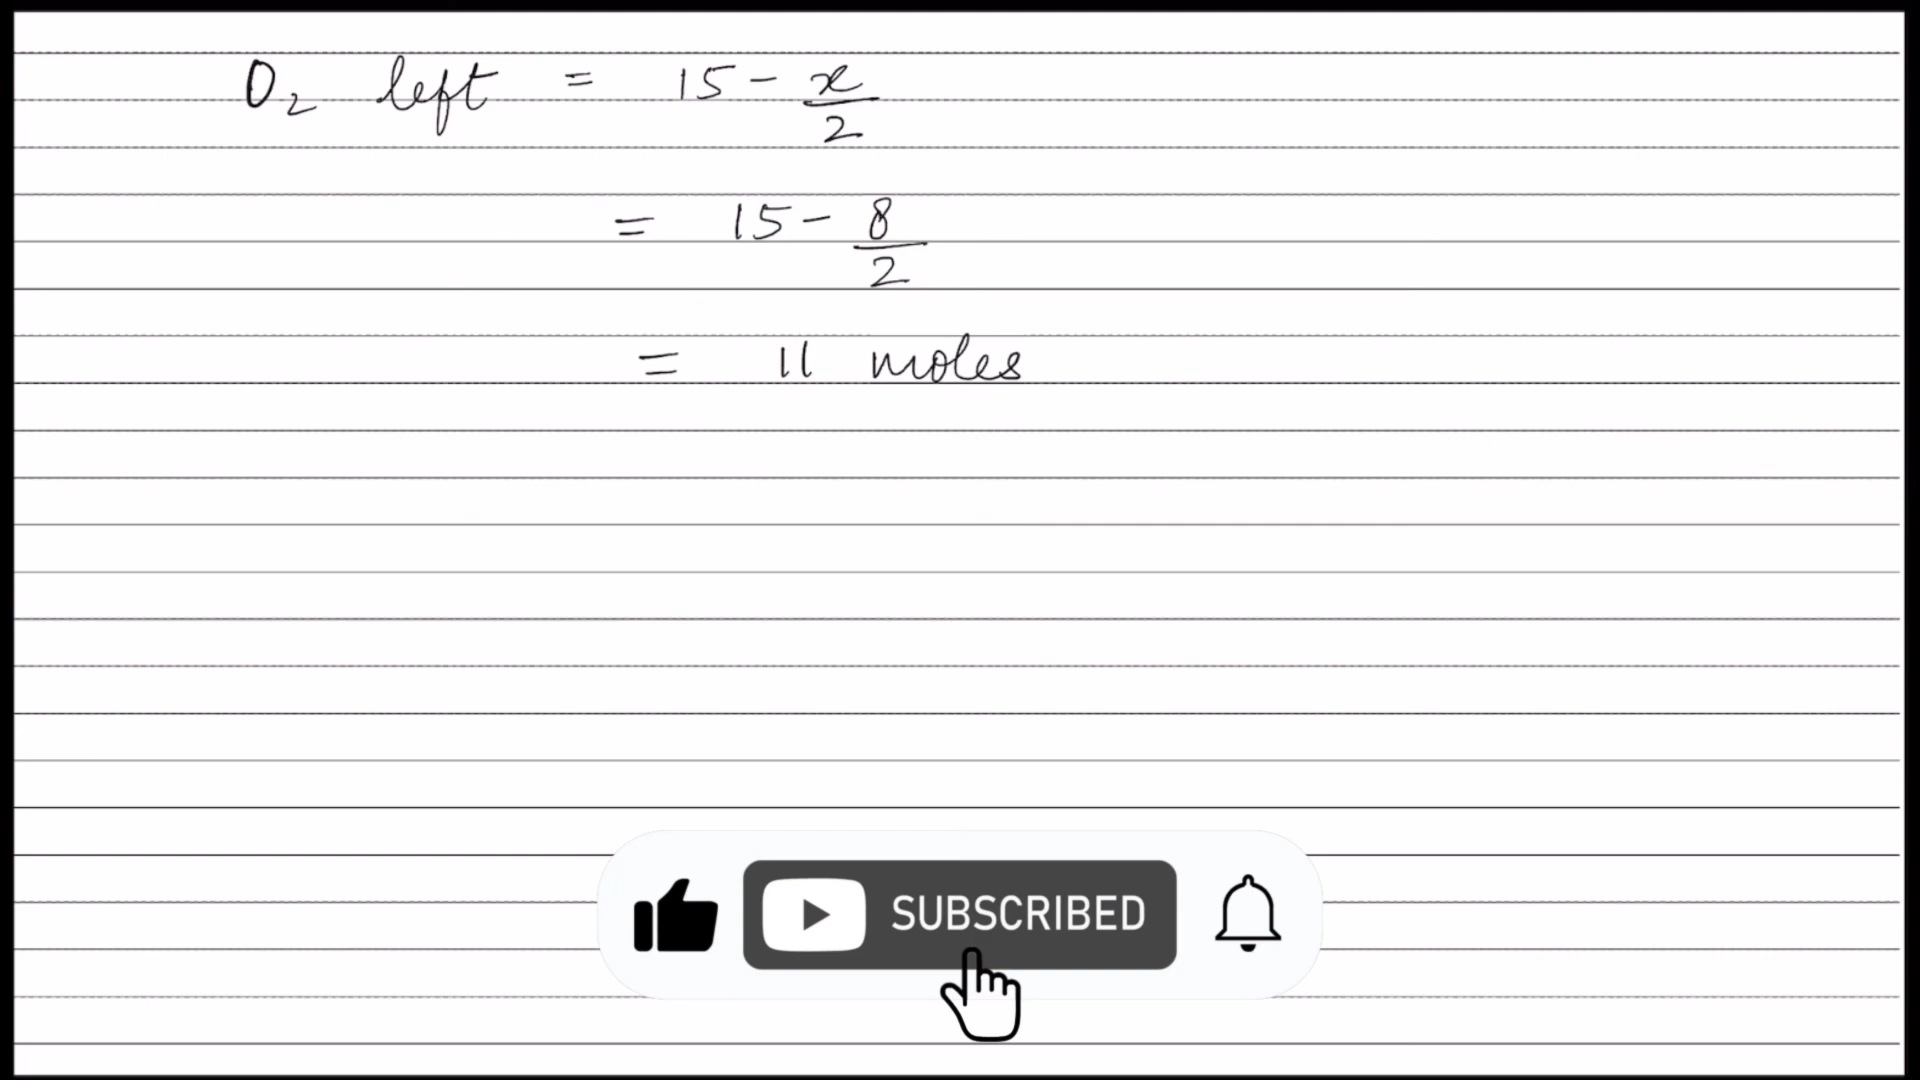 O₂ left = 15 - x/2
= 15 - 8/2
= 11 moles
SUBSCRIBED